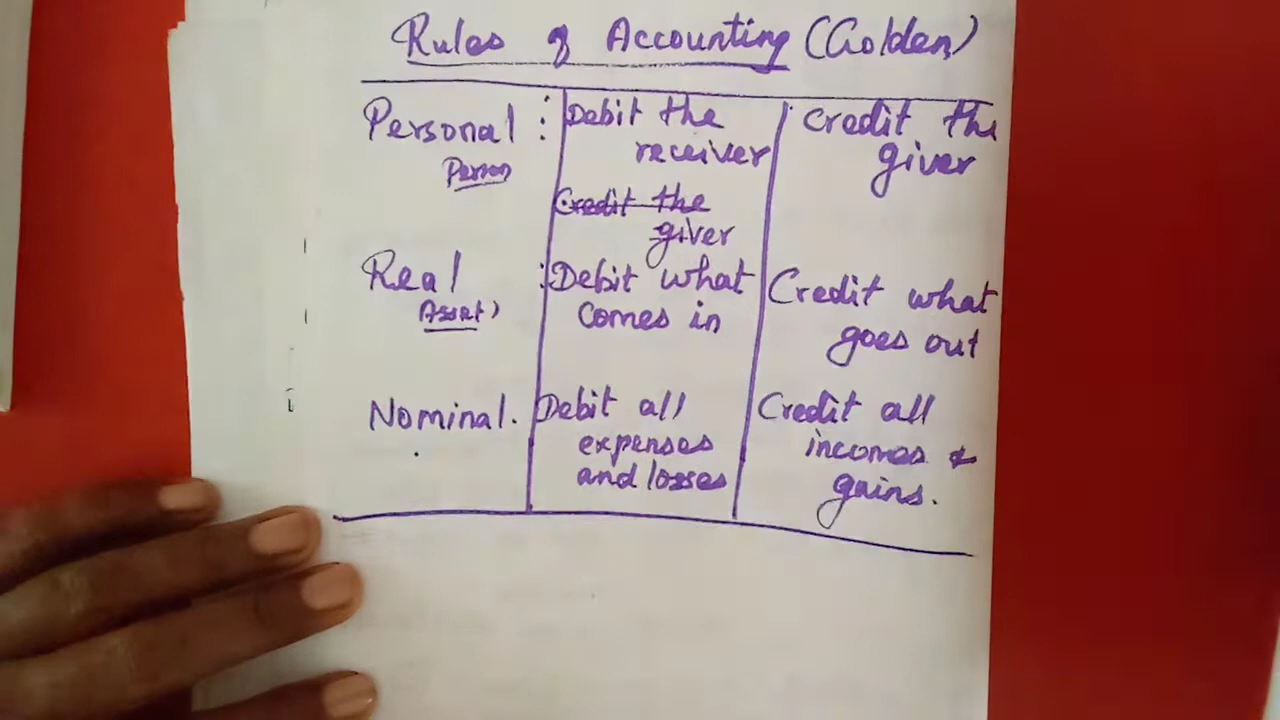 Rules of Accounting (Golden)
Personal : Debit the Credit the
receiver giver
Person
Credit the
giver
Real : Debit what Credit what
Asset) comes in goes out
Nominal. Debit all Credit all
expenses incomes &
and losses gains.